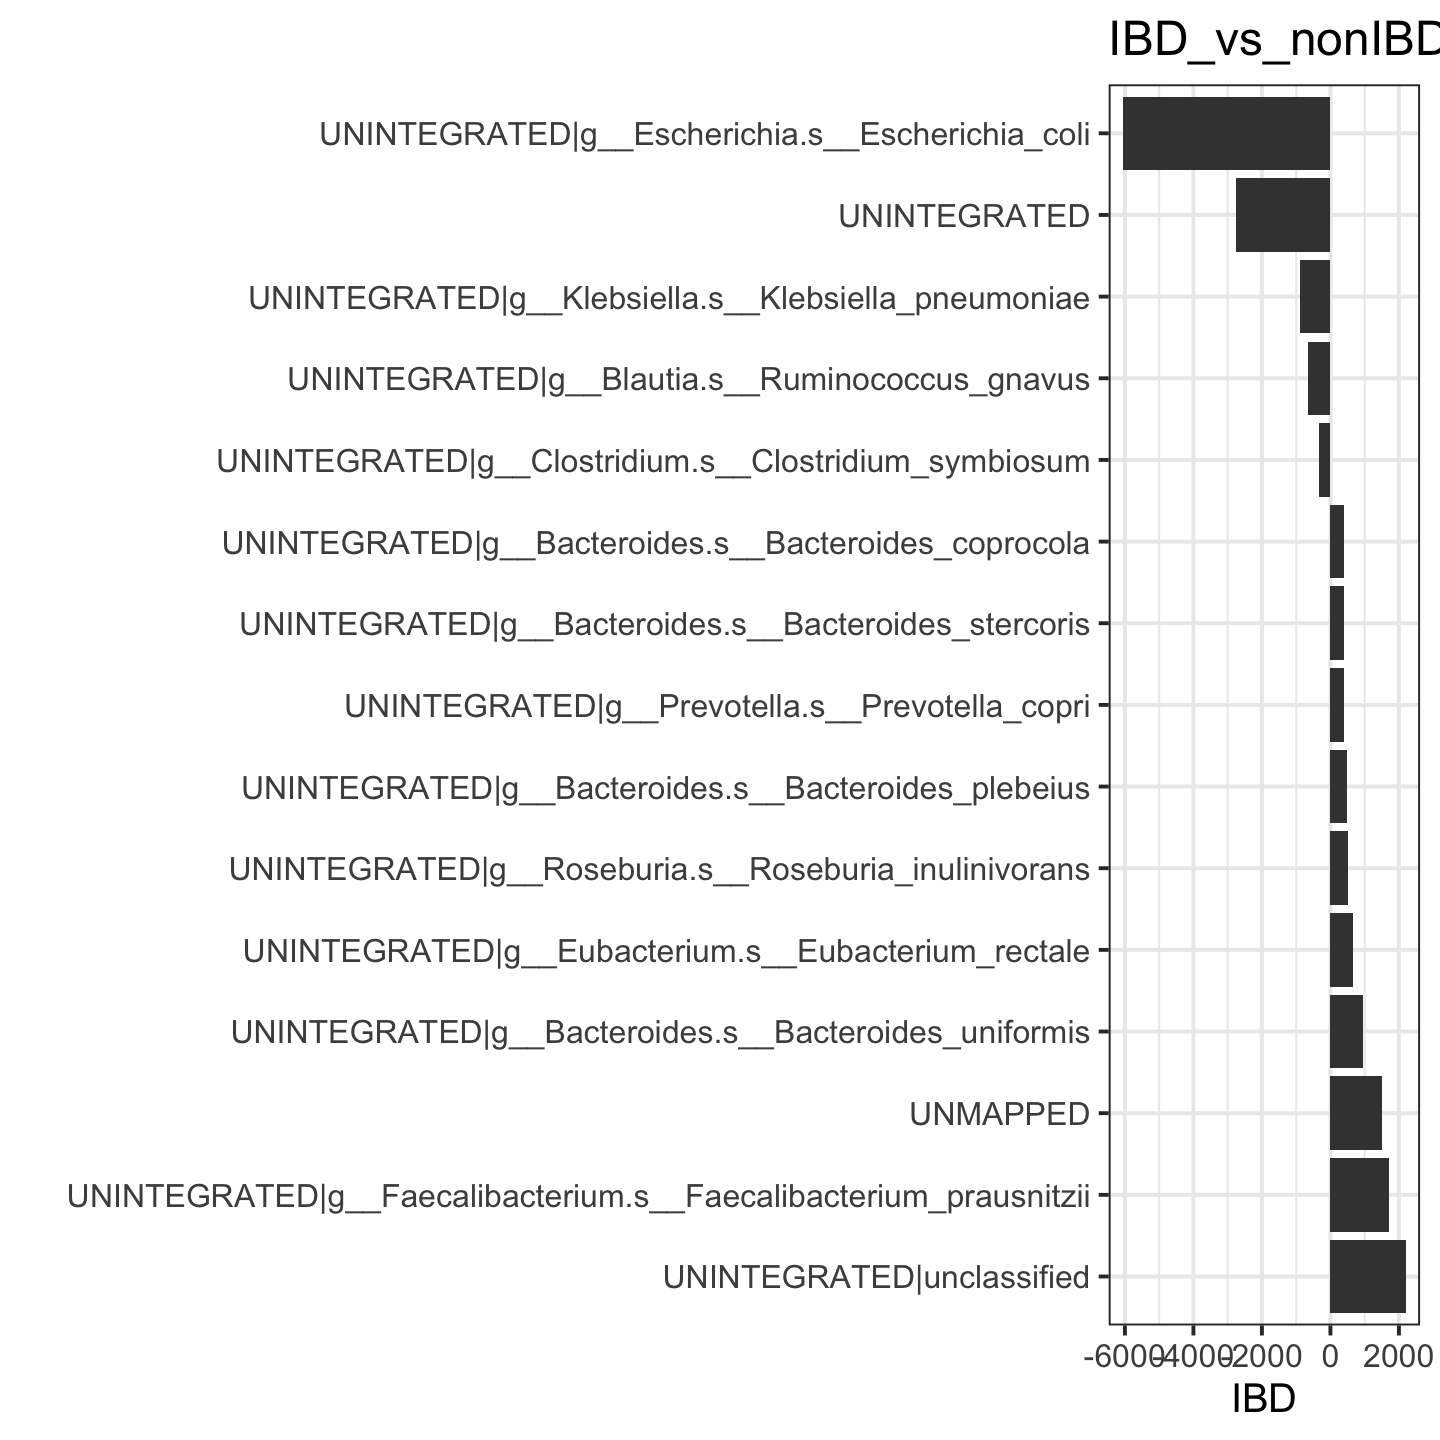 IBD_vs_nonIBD
UNINTEGRATED|g__Escherichia.s__Escherichia_coli
UNINTEGRATED
UNINTEGRATED|g__Klebsiella.s__Klebsiella_pneumoniae
UNINTEGRATED|g__Blautia.s__Ruminococcus_gnavus
UNINTEGRATED|g__Clostridium.s__Clostridium_symbiosum
UNINTEGRATED|g__Bacteroides.s__Bacteroides_coprocola
UNINTEGRATED|g__Bacteroides.s__Bacteroides_stercoris
UNINTEGRATED|g__Prevotella.s__Prevotella_copri
UNINTEGRATED|g__Bacteroides.s__Bacteroides_plebeius
UNINTEGRATED|g__Roseburia.s__Roseburia_inulinivorans
UNINTEGRATED|g__Eubacterium.s__Eubacterium_rectale
UNINTEGRATED|g__Bacteroides.s__Bacteroides_uniformis
UNMAPPED
UNINTEGRATED|g__Faecalibacterium.s__Faecalibacterium_prausnitzii
UNINTEGRATED|unclassified
-6000 -4000 -2000 0 2000
IBD